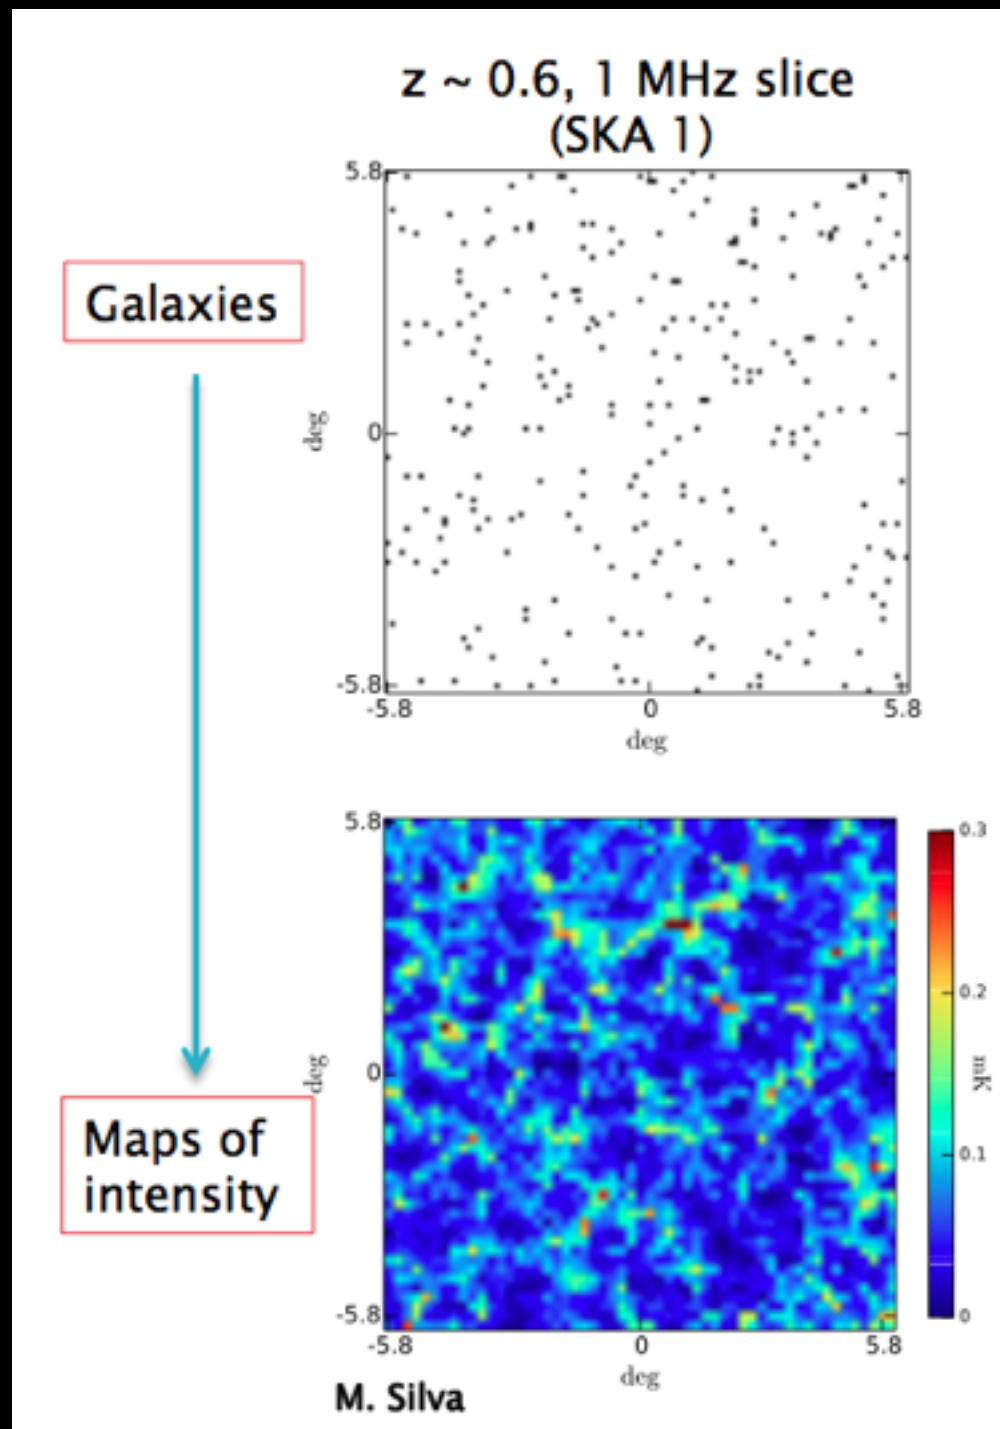 z ~ 0.6, 1 MHz slice
(SKA 1)
Galaxies
5.8
0
-5.8
deg
-5.8
0
5.8
deg
Maps of
intensity
5.8
0
-5.8
deg
-5.8
0
5.8
deg
0.3
0.2
0.1
0
mK
M. Silva